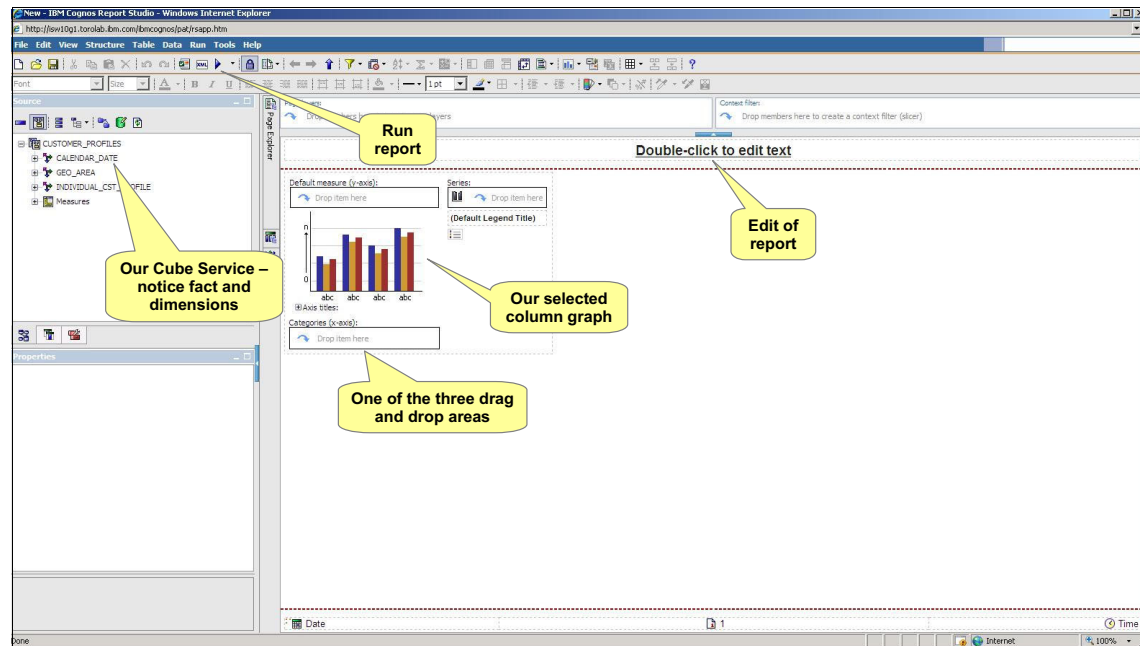 New - IBM Cognos Report Studio - Windows Internet Explorer
http://isw10g1.torolab.ibm.com/ibmcognos/pat/rsapp.htm
File Edit View Structure Table Data Run Tools Help
Font Size 1 pt
Source
Context filter:
Drop members here to create a context filter (slicer)
Run
report
Page Explorer
CUSTOMER_PROFILES
CALENDAR_DATE
GEO_AREA
INDIVIDUAL_CST_
Measures
Double-click to edit text
Default measure (y-axis):
Drop item here
Series:
Drop item here
(Default Legend Title)
Edit of
report
n
0
abc abc abc abc
Axis titles:
Our Cube Service –
notice fact and
dimensions
Our selected
column graph
Categories (x-axis):
Drop item here
Properties
One of the three drag
and drop areas
Date
1
Time
Done
Internet
100%